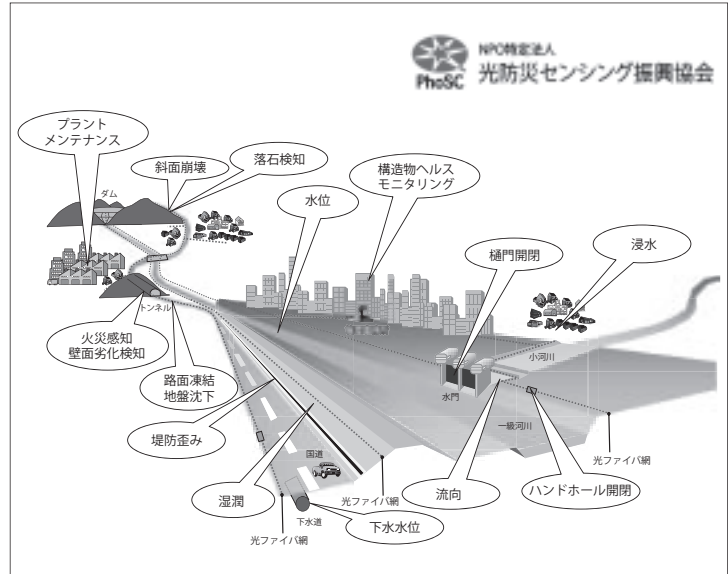 PhoSC
NPO特定法人
光防災センシング振興協会
プラント
メンテナンス
斜面崩壊
落石検知
構造物ヘルス
モニタリング
ダム
水位
樋門開閉
浸水
トンネル
火災感知
壁面劣化検知
小河川
路面凍結
地盤沈下
水門
一級河川
堤防歪み
国道
光ファイバ網
湿潤
光ファイバ網
流向
ハンドホール開閉
下水道
下水水位
光ファイバ網